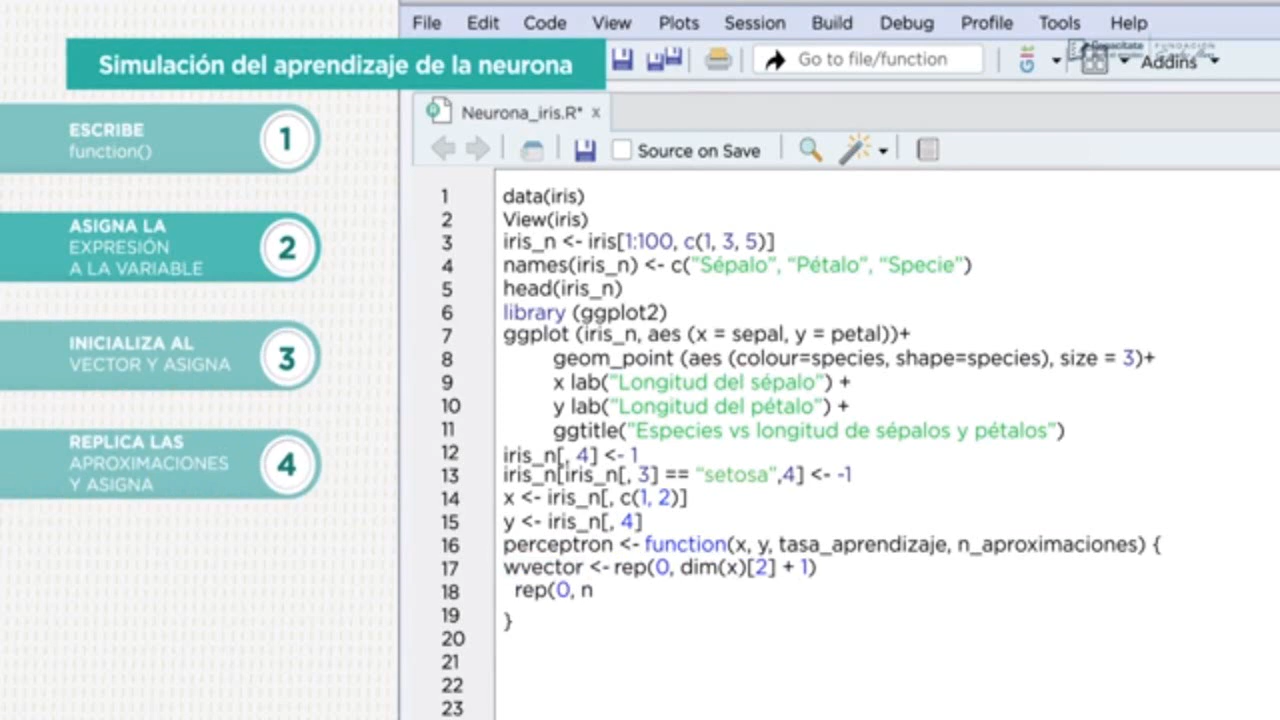 File Edit Code View Plots Session Build Debug Profile Tools Help
Simulación del aprendizaje de la neurona
Go to file/function
Addins
Capacítate
FUNDACIÓN
ESCRIBE
function()
1
ASIGNA LA
EXPRESIÓN
A LA VARIABLE
2
INICIALIZA AL
VECTOR Y ASIGNA
3
REPLICA LAS
APROXIMACIONES
Y ASIGNA
4
Neurona_iris.R* x
Source on Save
1 data(iris)
2 View(iris)
3 iris_n <- iris[1:100, c(1, 3, 5)]
4 names(iris_n) <- c("Sépalo", "Pétalo", "Specie")
5 head(iris_n)
6 library (ggplot2)
7 ggplot (iris_n, aes (x = sepal, y = petal))+
8 geom_point (aes (colour=species, shape=species), size = 3)+
9 x lab("Longitud del sépalo") +
10 y lab("Longitud del pétalo") +
11 ggtitle("Especies vs longitud de sépalos y pétalos")
12 iris_n[, 4] <- 1
13 iris_n[iris_n[, 3] == "setosa",4] <- -1
14 x <- iris_n[, c(1, 2)]
15 y <- iris_n[, 4]
16 perceptron <- function(x, y, tasa_aprendizaje, n_aproximaciones) {
17 wvector <- rep(0, dim(x)[2] + 1)
18 rep(0, n
19 }
20
21
22
23